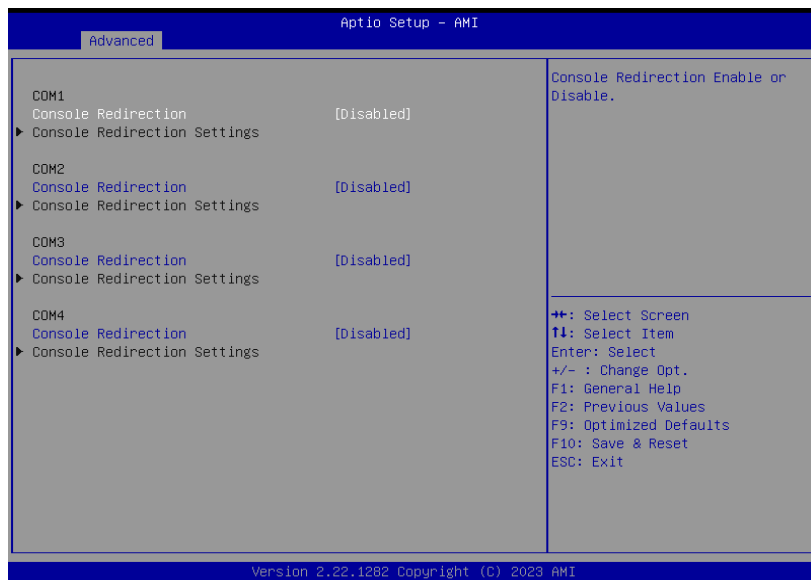 Aptio Setup – AMI
Advanced
COM1
Console Redirection [Disabled]
▶ Console Redirection Settings
COM2
Console Redirection [Disabled]
▶ Console Redirection Settings
COM3
Console Redirection [Disabled]
▶ Console Redirection Settings
COM4
Console Redirection [Disabled]
▶ Console Redirection Settings
Console Redirection Enable or
Disable.
→←: Select Screen
↑↓: Select Item
Enter: Select
+/- : Change Opt.
F1: General Help
F2: Previous Values
F9: Optimized Defaults
F10: Save & Reset
ESC: Exit
Version 2.22.1282 Copyright (C) 2023 AMI